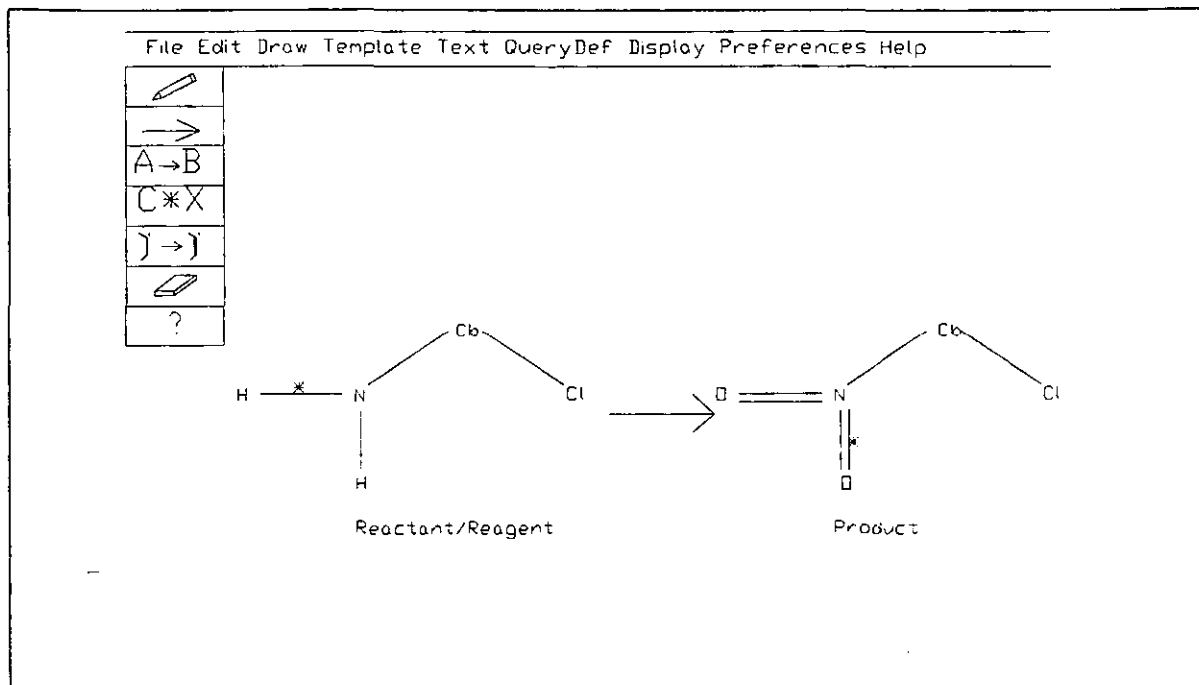 File Edit Draw Template Text QueryDef Display Preferences Help
A→B
C*X
?
Cb Cb
H * N Cl O N Cl
*
H O
Reactant/Reagent Product